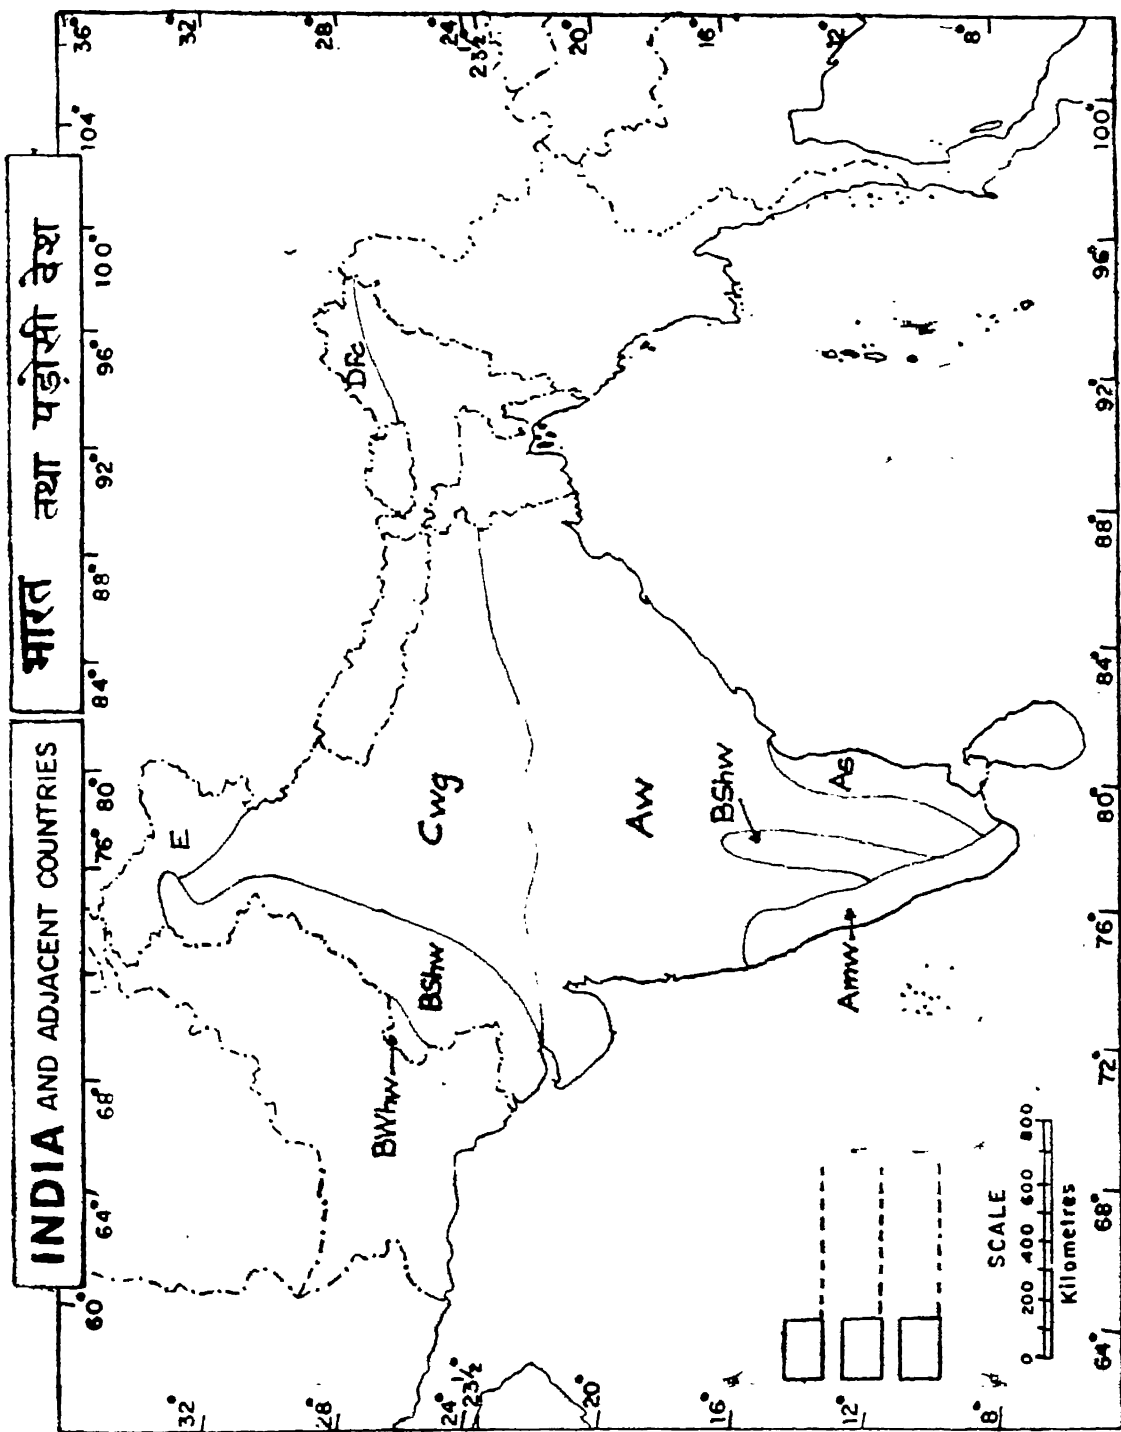 INDIA AND ADJACENT COUNTRIES
भारत तथा पड़ोसी देश
60° 64° 68° 76° 80° 84° 88° 92° 96° 100° 104°
36°
32° 32°
28° 28°
24° 24°
23½° 23½°
20° 20°
16° 16°
12° 12°
8° 8°
E
DFc
BShw
BWhw
Cwg
Aw
BShw
As
Amw
SCALE
0 200 400 600 800
Kilometres
64° 68° 72° 76° 80° 84° 88° 92° 96° 100°